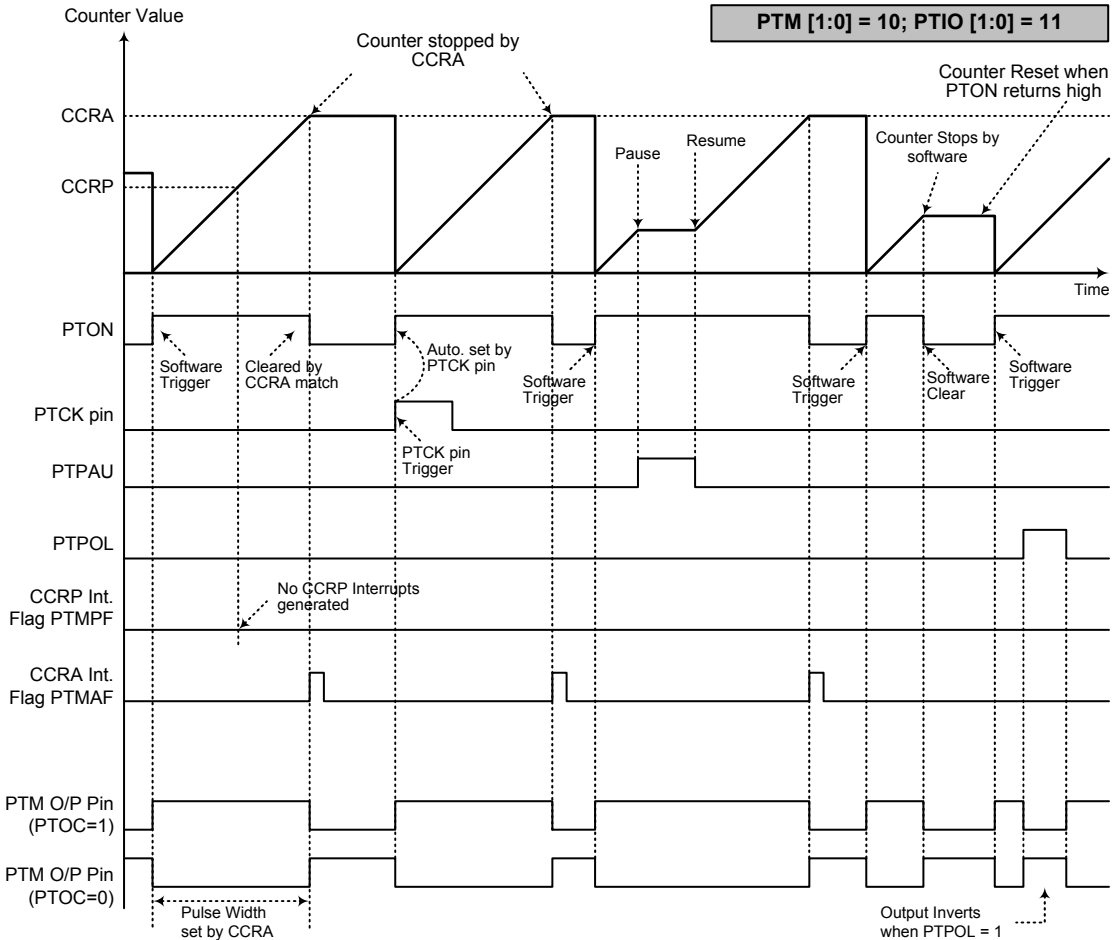 Counter Value
PTM [1:0] = 10; PTIO [1:0] = 11
Counter stopped by
CCRA
Counter Reset when
PTON returns high
CCRA
Pause
Resume
Counter Stops by
software
CCRP
Time
PTON
Software
Trigger
Cleared by
CCRA match
Auto. set by
PTCK pin
Software
Trigger
Software
Trigger
Software
Clear
Software
Trigger
PTCK pin
PTCK pin
Trigger
PTPAU
PTPOL
CCRP Int.
Flag PTMPF
No CCRP Interrupts
generated
CCRA Int.
Flag PTMAF
PTM O/P Pin
(PTOC=1)
PTM O/P Pin
(PTOC=0)
Pulse Width
set by CCRA
Output Inverts
when PTPOL = 1